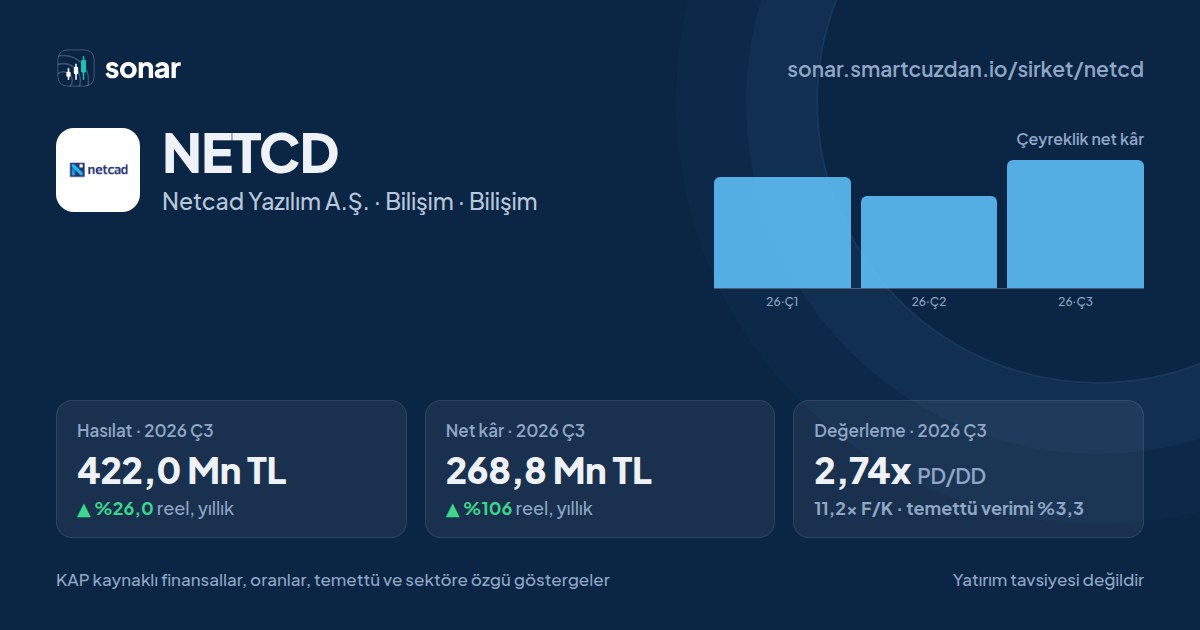 sonar
sonar.smartcuzdan.io/sirket/netcd
netcad
NETCD
Netcad Yazılım A.Ş. · Bilişim · Bilişim
Çeyreklik net kâr
26·Ç1
26·Ç2
26·Ç3
Hasılat · 2026 Ç3
422,0 Mn TL
▲ %26,0 reel, yıllık
Net kâr · 2026 Ç3
268,8 Mn TL
▲ %106 reel, yıllık
Değerleme · 2026 Ç3
2,74x PD/DD
11,2× F/K · temettü verimi %3,3
KAP kaynaklı finansallar, oranlar, temettü ve sektöre özgü göstergeler
Yatırım tavsiyesi değildir